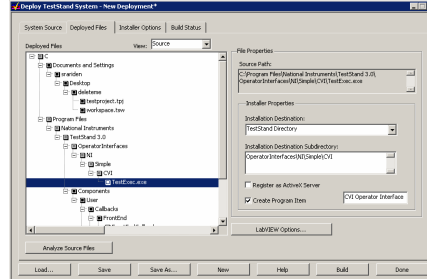 Deploy TestStand System - New Deployment*
System Source
Deployed Files
Installer Options
Build Status
Deployed Files
View:
Source
C
Documents and Settings
srariden
Desktop
deleteme
testproject.tpj
workspace.tsw
Program Files
National Instruments
TestStand 3.0
OperatorInterfaces
NI
Simple
CVI
TestExec.exe
Components
User
Callbacks
FrontEnd
Analyze Source Files
File Properties
Source Path:
C:\Program Files\National Instruments\TestStand 3.0\
OperatorInterfaces\NI\Simple\CVI\TestExec.exe
Installer Properties
Installation Destination:
TestStand Directory
Installation Destination Subdirectory:
OperatorInterfaces\NI\Simple\CVI
Register as ActiveX Server
Create Program Item
CVI Operator Interface
LabVIEW Options...
Load...
Save
Save As...
New
Help
Build
Done